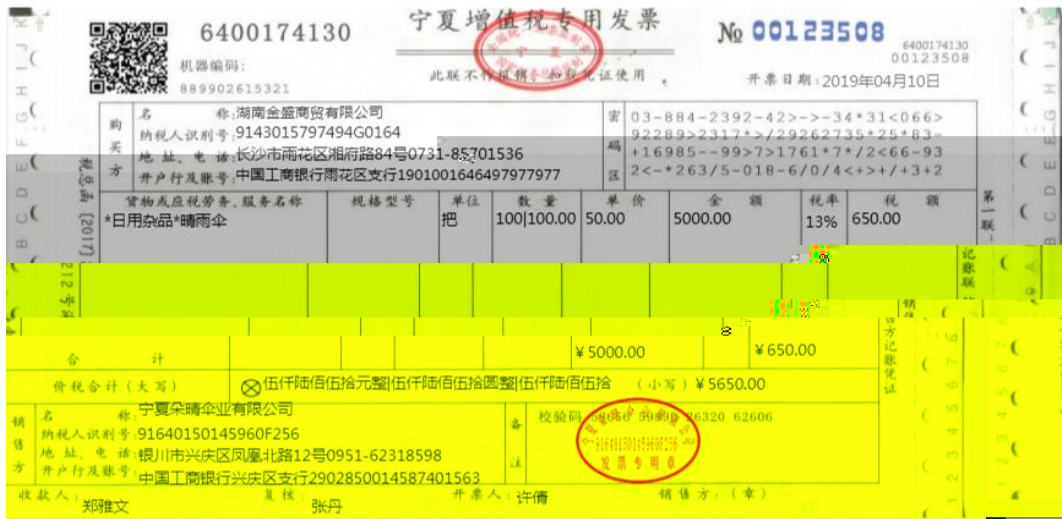 6400174130
宁夏增值税专用发票
№ 00123508
6400174130
00123508
机器编码:
889902615321
开票日期:2019年04月10日
购买方
名 称:湖南金盛商贸有限公司
纳税人识别号:9143015797494G0164
地 址、电 话:长沙市雨花区湘府路84号0731-85701536
开户行及账号:中国工商银行雨花区支行1901001646497977977
密码区
03-884-2392-42>->-34*31<066>
92289>2317*>/29262735*25*83-
+16985--99>7>1761*7*/2<66-93
2<-*263/5-018-6/0/4<+>+/+3+2
货物或应税劳务、服务名称 规格型号 单位 数量 单价 金额 税率 税额
*日用杂品*晴雨伞 把 100|100.00 50.00 5000.00 13% 650.00
合 计 ¥5000.00 ¥650.00
价税合计(大写) 伍仟陆佰伍拾元整|伍仟陆佰伍拾圆整|伍仟陆佰伍拾 (小写)¥5650.00
销售方
名 称:宁夏朵晴伞业有限公司
纳税人识别号:91640150145960F256
地 址、电 话:银川市兴庆区凤凰北路12号0951-62318598
开户行及账号:中国工商银行兴庆区支行2902850014587401563
备注
校验码 26320 62606
91640150145960F256
发票专用章
收款人:郑雅文 复核:张丹 开票人:许倩 销售方:(章)